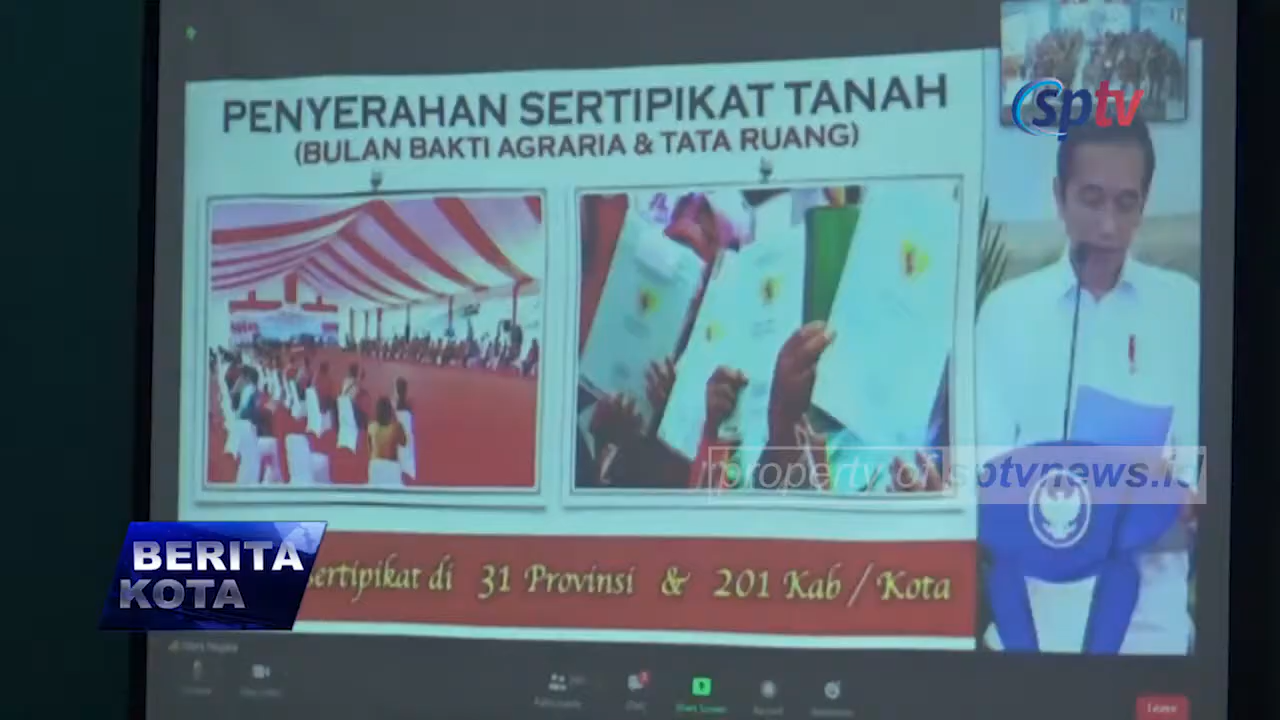 PENYERAHAN SERTIPIKAT TANAH
(BULAN BAKTI AGRARIA & TATA RUANG)
sptv
property of sptvnews.id
BERITA
KOTA
sertipikat di 31 Provinsi & 201 Kab / Kota
Leave